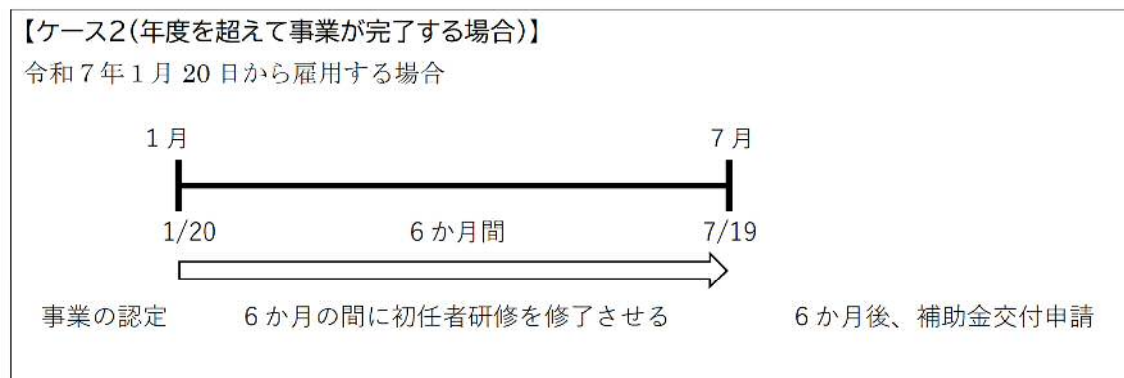 【ケース2（年度を超えて事業が完了する場合）】
令和７年１月 20 日から雇用する場合
1 月 7 月
1/20 6 か月間 7/19
事業の認定 6 か月の間に初任者研修を修了させる 6 か月後、補助金交付申請